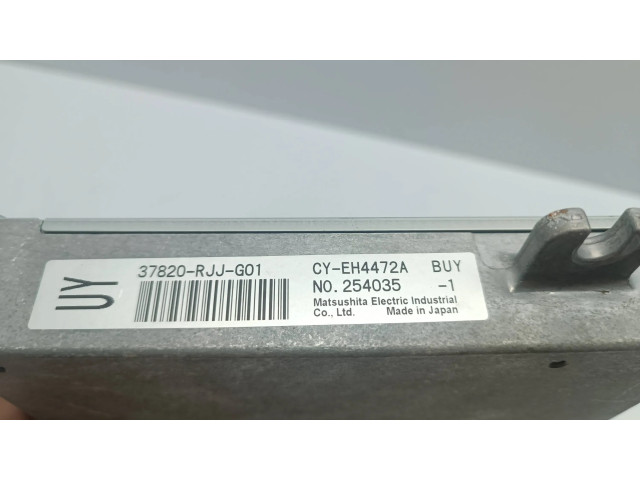 UY
37820-RJJ-G01 CY-EH4472A BUY
NO. 254035 -1
Matsushita Electric Industrial
Co., Ltd. Made in Japan